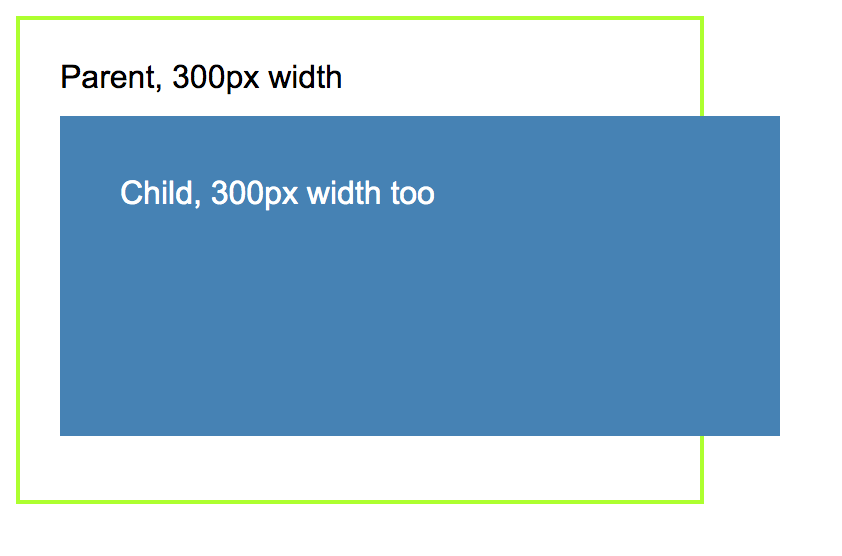 Parent, 300px width
Child, 300px width too